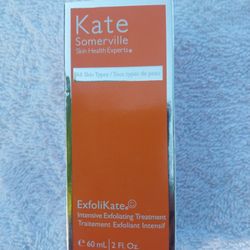 Kate
Somerville
Skin Health Experts
All Skin Types / Tous types de peau
ExfoliKate
Intensive Exfoliating Treatment
Traitement Exfoliant Intensif
e 60 mL | 2 Fl. Oz.